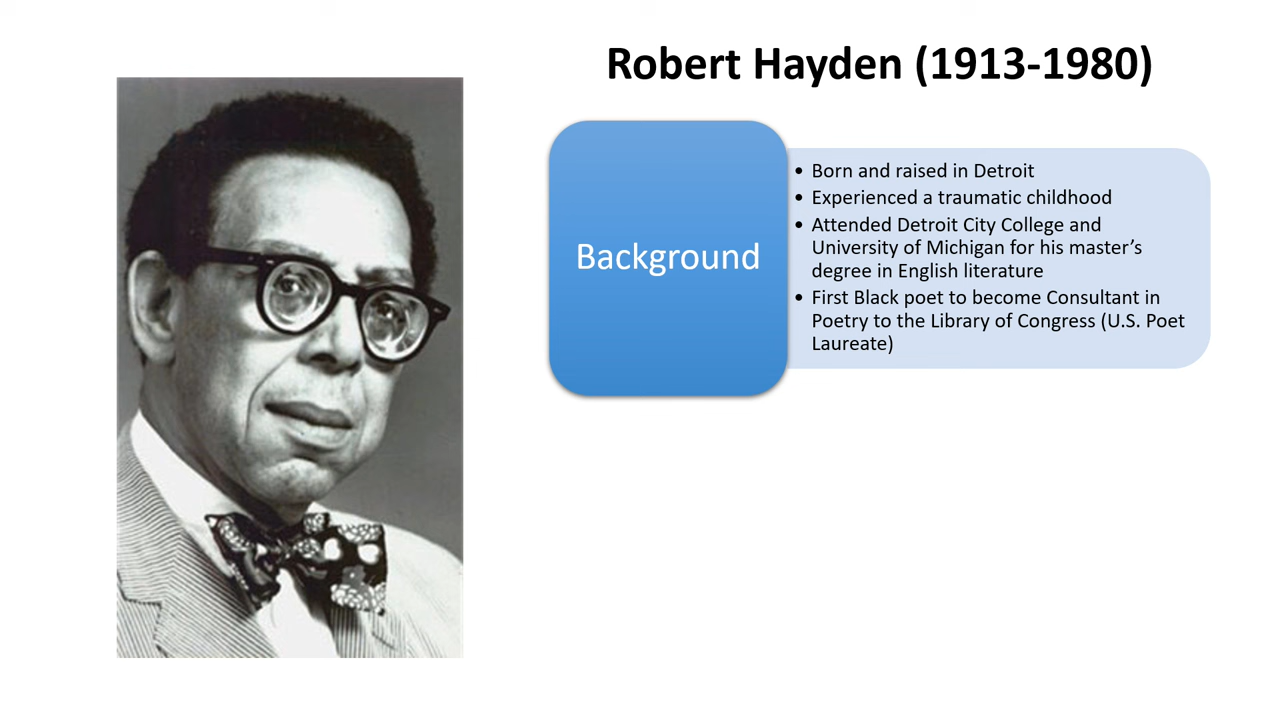 Robert Hayden (1913-1980)
Background
• Born and raised in Detroit
• Experienced a traumatic childhood
• Attended Detroit City College and
University of Michigan for his master’s
degree in English literature
• First Black poet to become Consultant in
Poetry to the Library of Congress (U.S. Poet
Laureate)